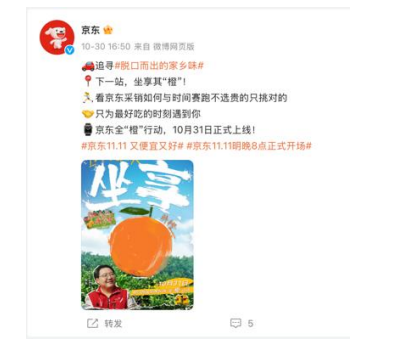 京东
10-30 16:50 来自 微博网页版
追寻#脱口而出的家乡味#
下一站，坐享其“橙”！
看京东采销如何与时间赛跑不选贵的只挑对的
只为最好吃的时刻遇到你
京东全“橙”行动，10月31日正式上线！
#京东11.11 又便宜又好# #京东11.11明晚8点正式开场#
坐享
转发
5